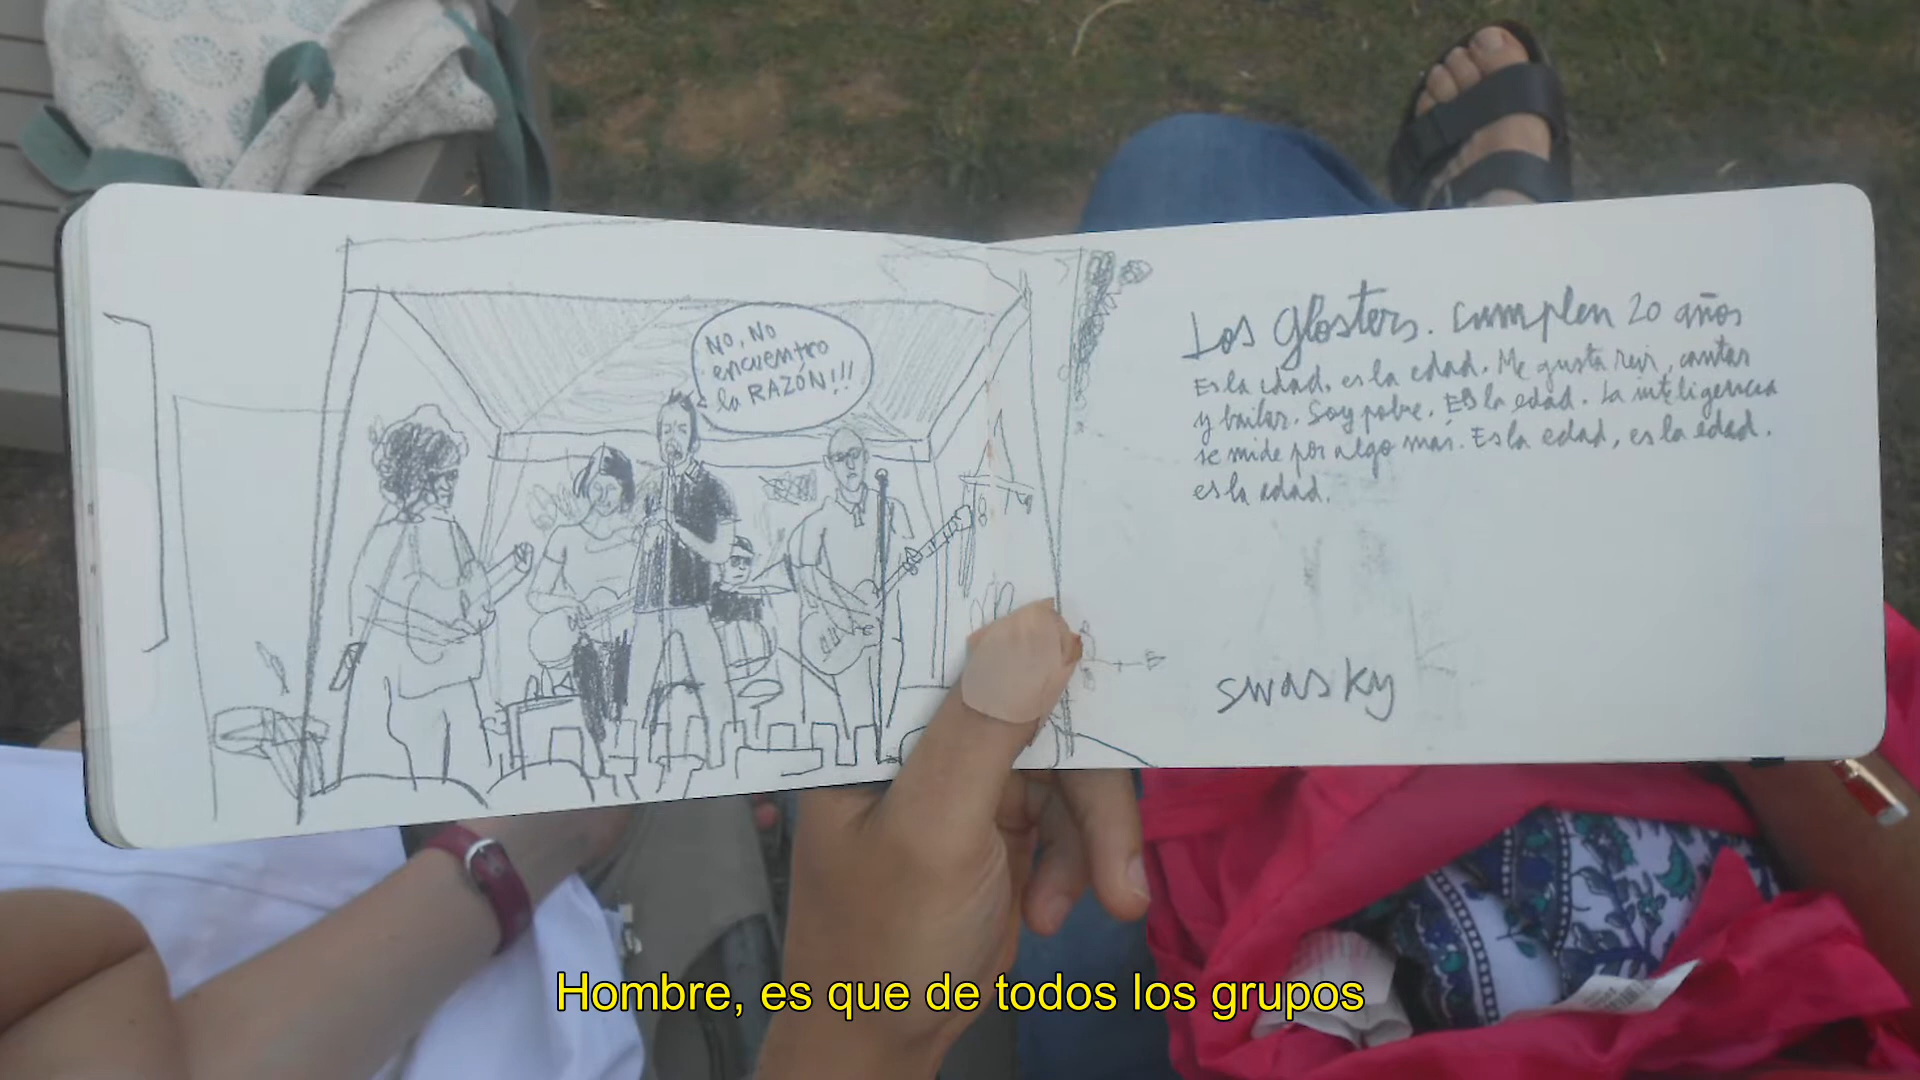 NO, NO
encuentro
la RAZÓN!!!
Los Glosters. cumplen 20 años
Es la edad. es la edad. Me gusta reir, cantar
y bailar. Soy pobre. Es la edad. La inteligencia
se mide por algo más. Es la edad, es la edad.
es la edad.
swasky
Hombre, es que de todos los grupos